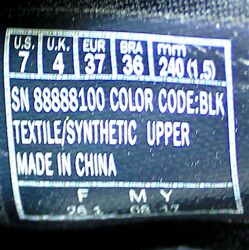 U.S. U.K. EUR BRA mm
7 4 37 36 240 (1.5)
SN 88888100 COLOR CODE:BLK
TEXTILE/SYNTHETIC UPPER
MADE IN CHINA
F M Y